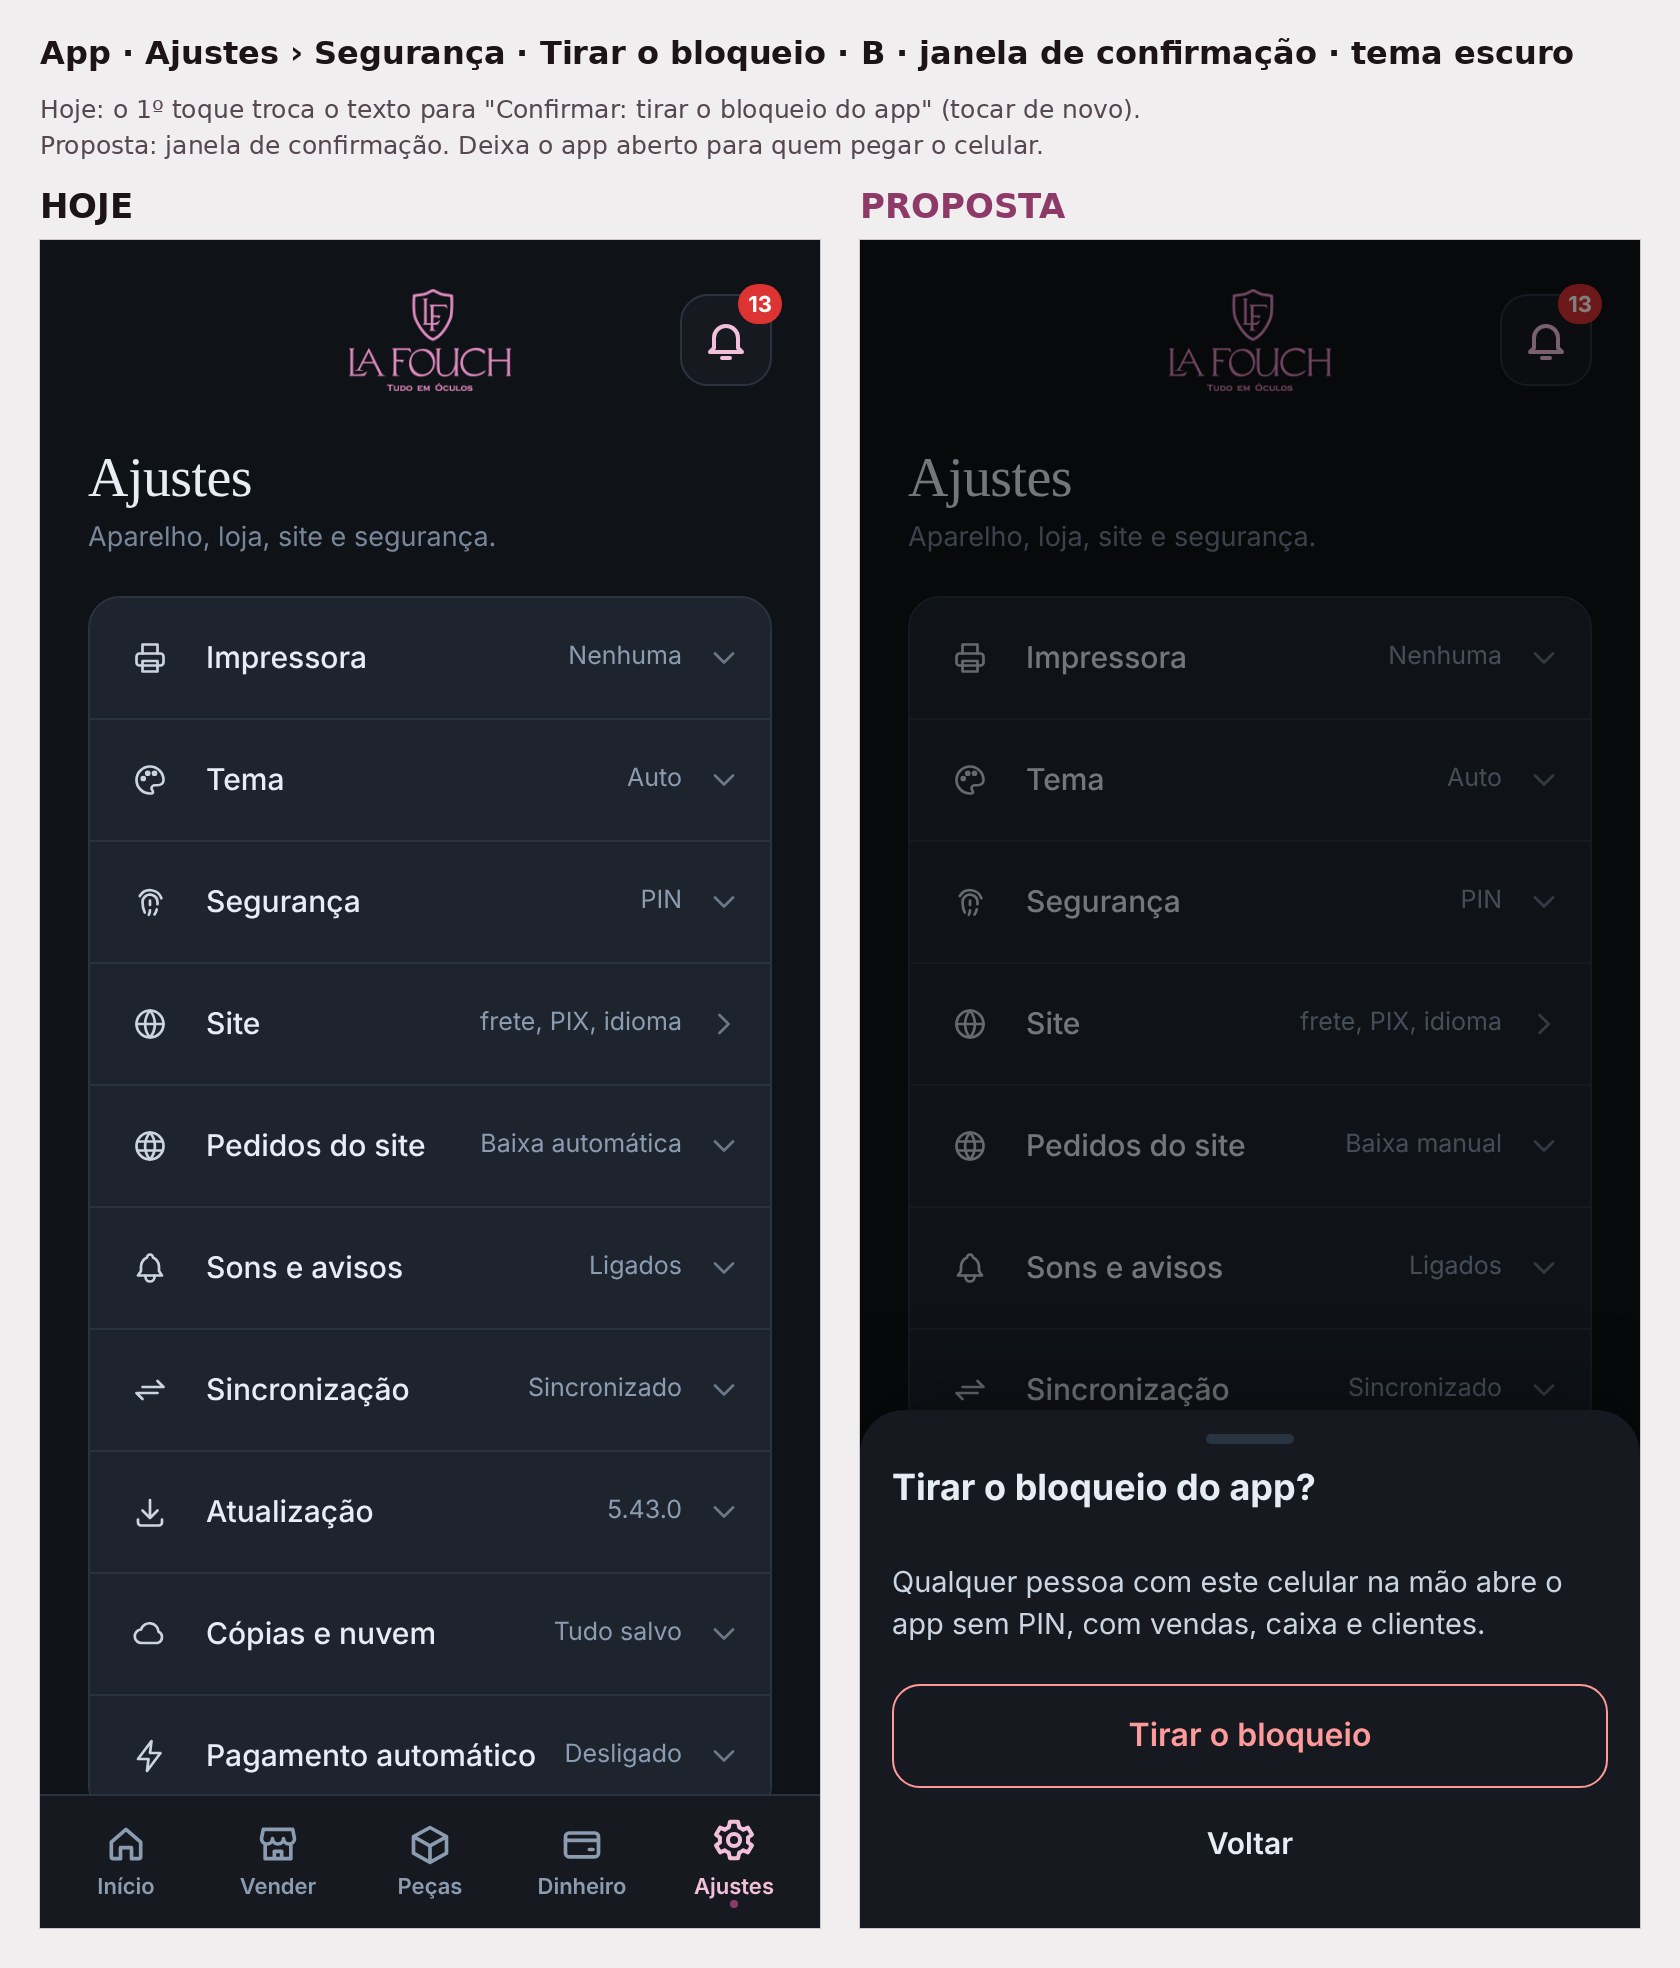 App · Ajustes › Segurança · Tirar o bloqueio · B · janela de confirmação · tema escuro
Hoje: o 1º toque troca o texto para "Confirmar: tirar o bloqueio do app" (tocar de novo).
Proposta: janela de confirmação. Deixa o app aberto para quem pegar o celular.
HOJE
13
LF
LA FOUCH
TUDO EM ÓCULOS
Ajustes
Aparelho, loja, site e segurança.
Impressora Nenhuma
Tema Auto
Segurança PIN
Site frete, PIX, idioma
Pedidos do site Baixa automática
Sons e avisos Ligados
Sincronização Sincronizado
Atualização 5.43.0
Cópias e nuvem Tudo salvo
Pagamento automático Desligado
Início Vender Peças Dinheiro Ajustes
PROPOSTA
13
LF
LA FOUCH
TUDO EM ÓCULOS
Ajustes
Aparelho, loja, site e segurança.
Impressora Nenhuma
Tema Auto
Segurança PIN
Site frete, PIX, idioma
Pedidos do site Baixa manual
Sons e avisos Ligados
Sincronização Sincronizado
Tirar o bloqueio do app?
Qualquer pessoa com este celular na mão abre o
app sem PIN, com vendas, caixa e clientes.
Tirar o bloqueio
Voltar